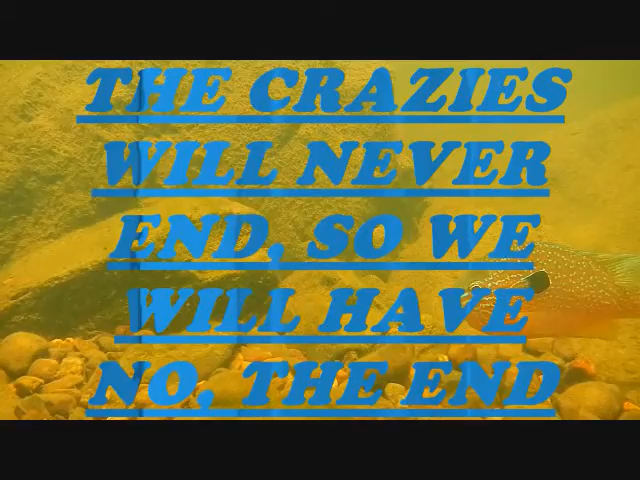 THE CRAZIES
WILL NEVER
END, SO WE
WILL HAVE
NO, THE END